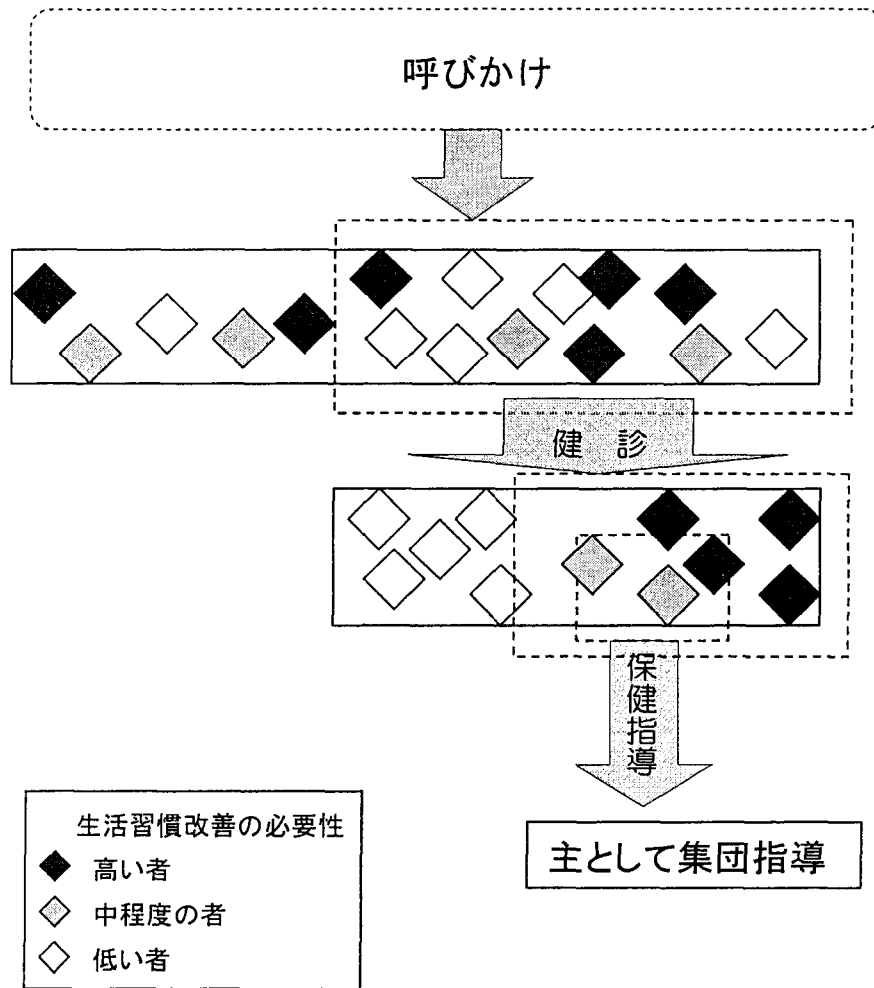 呼びかけ
健 診
保健指導
主として集団指導
生活習慣改善の必要性
高い者
中程度の者
低い者